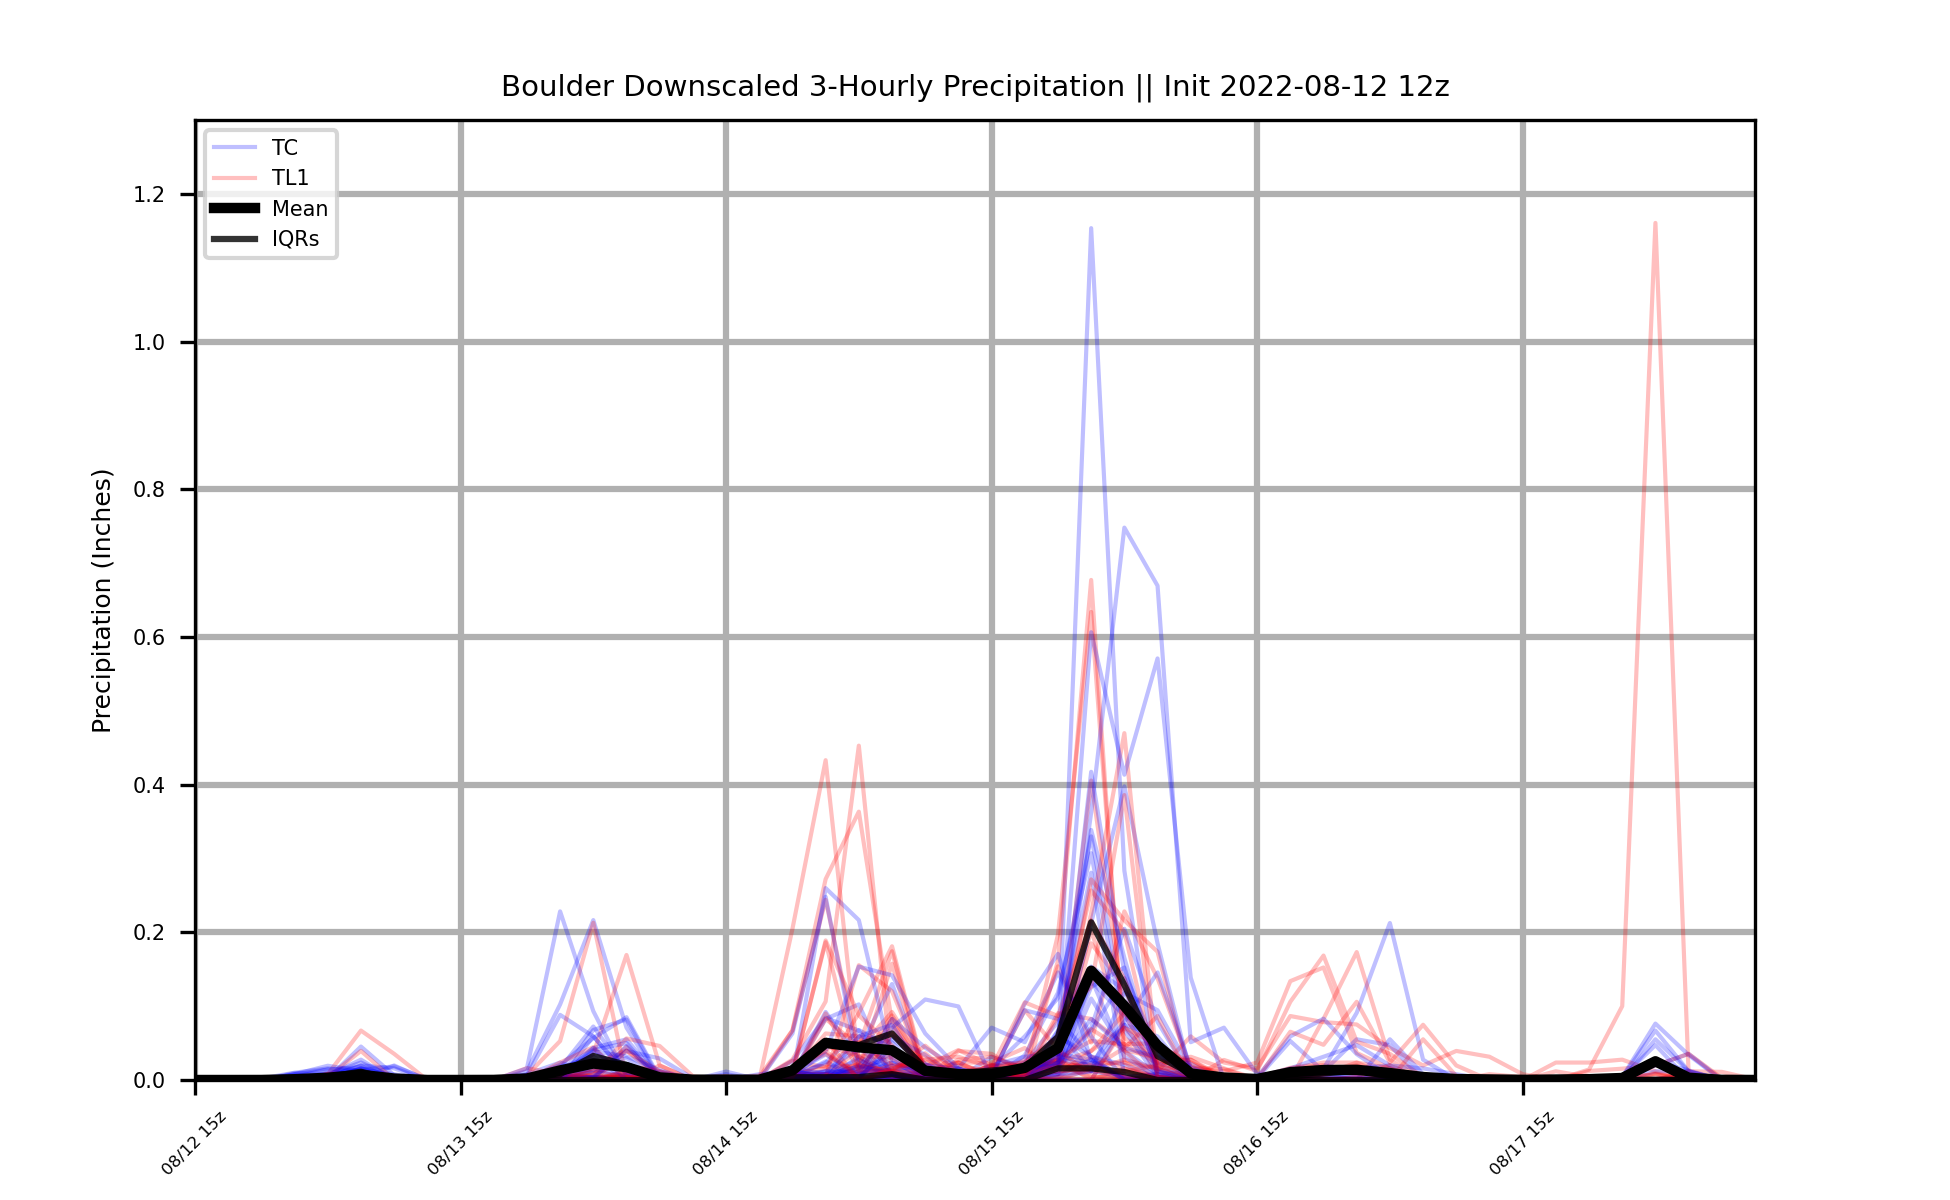 Boulder Downscaled 3-Hourly Precipitation || Init 2022-08-12 12z
TC
TL1
Mean
IQRs
Precipitation (Inches)
1.2
1.0
0.8
0.6
0.4
0.2
0.0
08/12 15z
08/13 15z
08/14 15z
08/15 15z
08/16 15z
08/17 15z